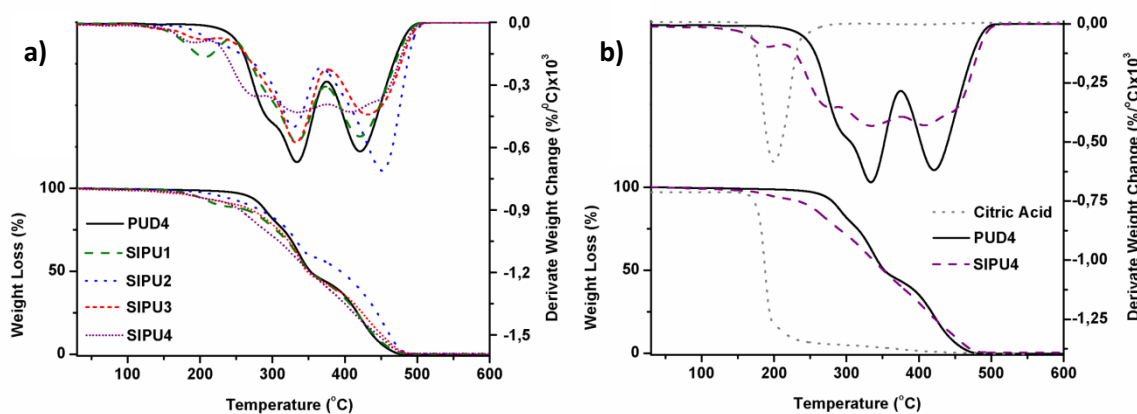 a)
Weight Loss (%)
100
50
0
PUD4
SIPU1
SIPU2
SIPU3
SIPU4
100 200 300 400 500 600
Temperature (°C)
0,0
-0,3
-0,6
-0,9
-1,2
-1,5
Derivate Weight Change (%/⁰C)x10³
b)
Weight Loss (%)
100
50
0
Citric Acid
PUD4
SIPU4
100 200 300 400 500 600
Temperature (°C)
0,00
-0,25
-0,50
-0,75
-1,00
-1,25
Derivate Weight Change (%/⁰C)x10³